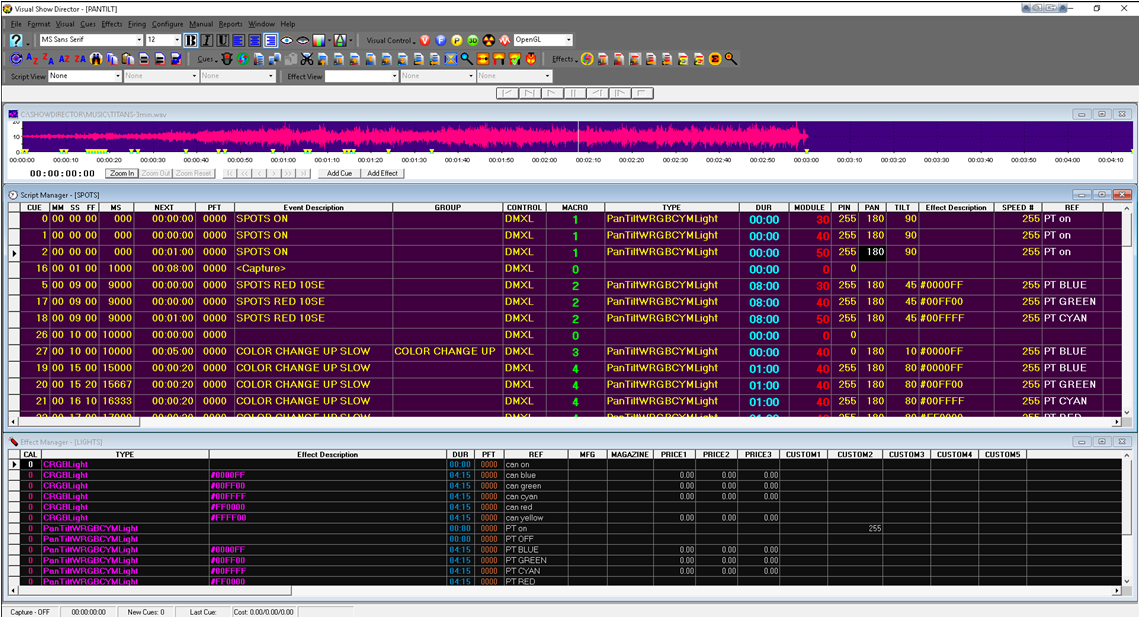 Visual Show Director - [PANTILT]
File Format Visual Cues Effects Firing Configure Manual Reports Window Help
MS Sans Serif 12 B I U Visual Control OpenGL
Cues Effects
Script View None None None Effect View None None
C:\SHOWDIRECTOR\MUSIC\TITANS-3min.wav
20
10
00:00:00 00:00:10 00:00:20 00:00:30 00:00:40 00:00:50 00:01:00 00:01:10 00:01:20 00:01:30 00:01:40 00:01:50 00:02:00 00:02:10 00:02:20 00:02:30 00:02:40 00:02:50 00:03:00 00:03:10 00:03:20 00:03:30 00:03:40 00:03:50 00:04:00 00:04:10
00:00:00:00 Zoom In Zoom Out Zoom Reset Add Cue Add Effect
Script Manager - [SPOTS]
CUE MM SS FF MS NEXT PFT Event Description GROUP CONTROL MACRO TYPE DUR MODULE PIN PAN TILT Effect Description SPEED # REF
0 00 00 00 000 00:00:00 0000 SPOTS ON DMXL 1 PanTiltWRGBCYMLight 00:00 30 255 180 90 255 PT on
1 00 00 00 000 00:00:00 0000 SPOTS ON DMXL 1 PanTiltWRGBCYMLight 00:00 40 255 180 90 255 PT on
2 00 00 00 000 00:01:00 0000 SPOTS ON DMXL 1 PanTiltWRGBCYMLight 00:00 50 255 180 90 255 PT on
16 00 01 00 1000 00:08:00 0000 <Capture> DMXL 0 00:00 0 0
5 00 09 00 9000 00:00:00 0000 SPOTS RED 10SE DMXL 2 PanTiltWRGBCYMLight 08:00 30 255 180 45 #0000FF 255 PT BLUE
17 00 09 00 9000 00:00:00 0000 SPOTS RED 10SE DMXL 2 PanTiltWRGBCYMLight 08:00 40 255 180 45 #00FF00 255 PT GREEN
18 00 09 00 9000 00:01:00 0000 SPOTS RED 10SE DMXL 2 PanTiltWRGBCYMLight 08:00 50 255 180 45 #00FFFF 255 PT CYAN
26 00 10 00 10000 00:00:00 0000 DMXL 0 00:00 0 0
27 00 10 00 10000 00:05:00 0000 COLOR CHANGE UP SLOW COLOR CHANGE UP DMXL 3 PanTiltWRGBCYMLight 00:00 40 0 180 10 #0000FF 255 PT BLUE
19 00 15 00 15000 00:00:20 0000 COLOR CHANGE UP SLOW DMXL 4 PanTiltWRGBCYMLight 01:00 40 255 180 80 #0000FF 255 PT BLUE
20 00 15 20 15667 00:00:20 0000 COLOR CHANGE UP SLOW DMXL 4 PanTiltWRGBCYMLight 01:00 40 255 180 80 #00FF00 255 PT GREEN
21 00 16 10 16333 00:00:20 0000 COLOR CHANGE UP SLOW DMXL 4 PanTiltWRGBCYMLight 01:00 40 255 180 80 #00FFFF 255 PT CYAN
Effect Manager - [LIGHTS]
CAL TYPE Effect Description DUR PFT REF MFG MAGAZINE PRICE1 PRICE2 PRICE3 CUSTOM1 CUSTOM2 CUSTOM3 CUSTOM4 CUSTOM5
0 CRGBLight 00:00 0000 can on
0 CRGBLight #0000FF 04:15 0000 can blue 0.00 0.00 0.00
0 CRGBLight #00FF00 04:15 0000 can green 0.00 0.00 0.00
0 CRGBLight #00FFFF 04:15 0000 can cyan 0.00 0.00 0.00
0 CRGBLight #FF0000 04:15 0000 can red
0 CRGBLight #FFFF00 04:15 0000 can yellow 0.00 0.00 0.00
0 PanTiltWRGBCYMLight 00:00 0000 PT on 255
0 PanTiltWRGBCYMLight 00:00 0000 PT OFF
0 PanTiltWRGBCYMLight #0000FF 04:15 0000 PT BLUE 0.00 0.00 0.00
0 PanTiltWRGBCYMLight #00FF00 04:15 0000 PT GREEN 0.00 0.00 0.00
0 PanTiltWRGBCYMLight #00FFFF 04:15 0000 PT CYAN 0.00 0.00 0.00
0 PanTiltWRGBCYMLight #FF0000 04:15 0000 PT RED
Capture - OFF 00:00:00:00 New Cues: 0 Last Cue: Cost: 0.00/0.00/0.00